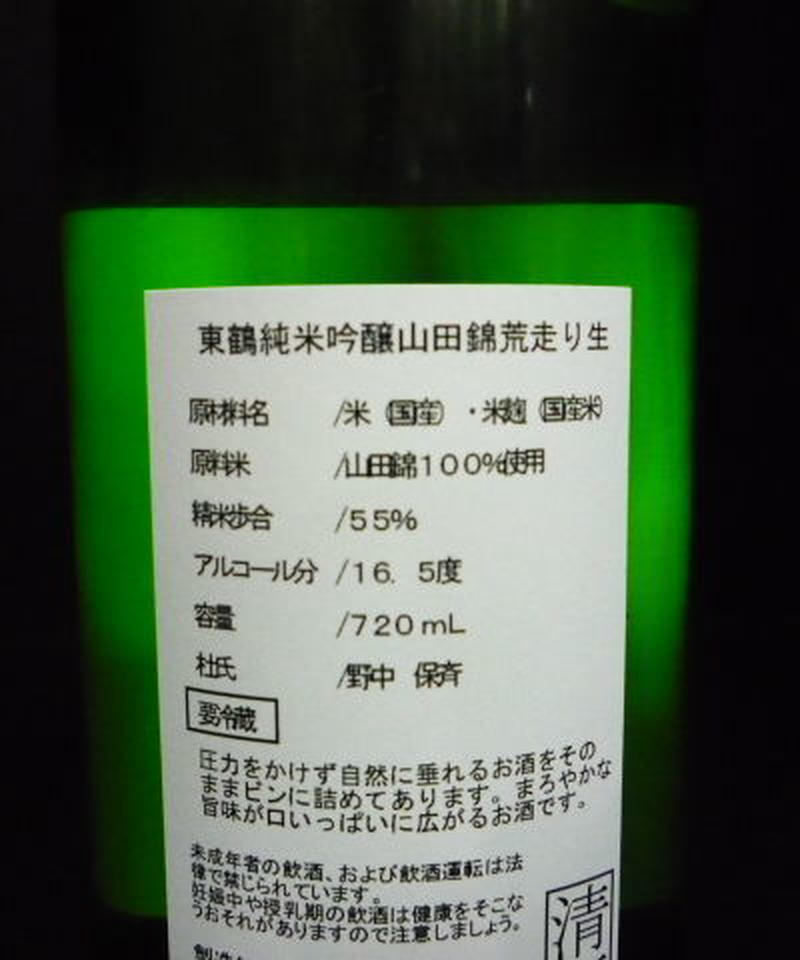 東鶴純米吟醸山田錦荒走り生
原材料名 /米（国産）・米麹（国産米）
原料米 /山田錦100%使用
精米歩合 /55%
アルコール分 /16.5度
容量 /720mL
杜氏 /野中 保斉
要冷蔵
圧力をかけず自然に垂れるお酒をその
ままビンに詰めてあります。まろやかな
旨味が口いっぱいに広がるお酒です。
未成年者の飲酒、および飲酒運転は法
律で禁じられています。
妊娠中や授乳期の飲酒は健康をそこな
うおそれがありますので注意しましょう。
清